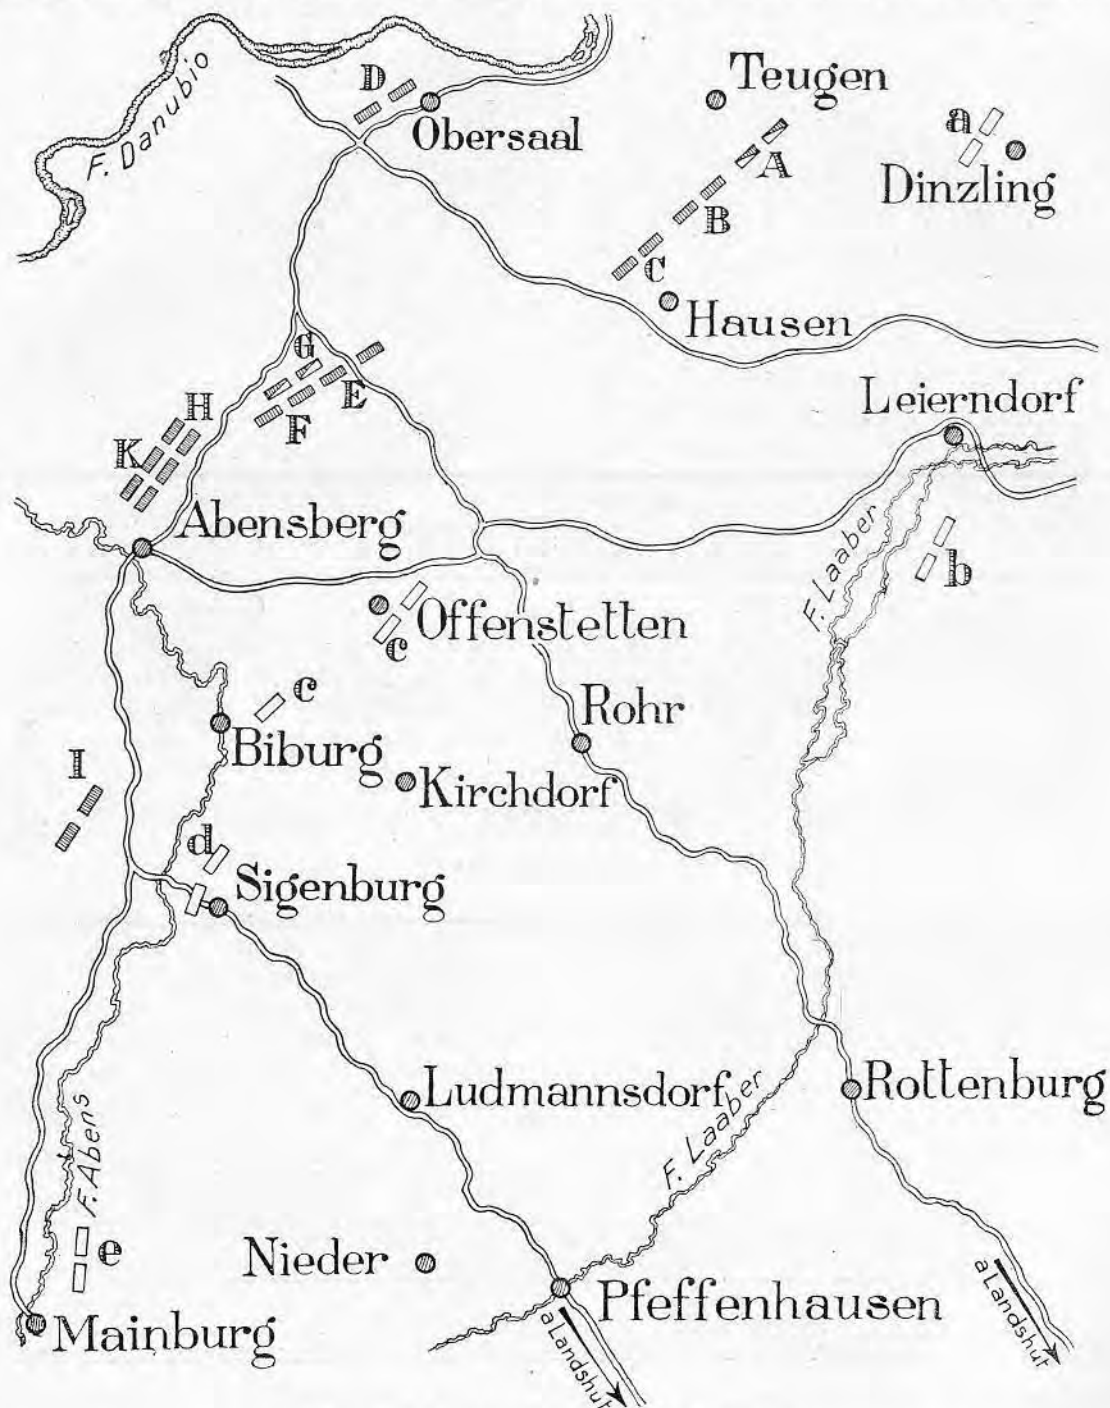 Teugen
D
F. Danubio
Obersaal
a
A
Dinzling
B
C
Hausen
G
E
Leierndorf
H
F
K
Abensberg
F. Laaber
b
Offenstetten
c
c
Rohr
Biburg
I
Kirchdorf
d
Sigenburg
Ludmannsdorf
F. Laaber
Rottenburg
F. Abens
e
Nieder
Pfeffenhausen
a Landshut
Mainburg
a Landshut